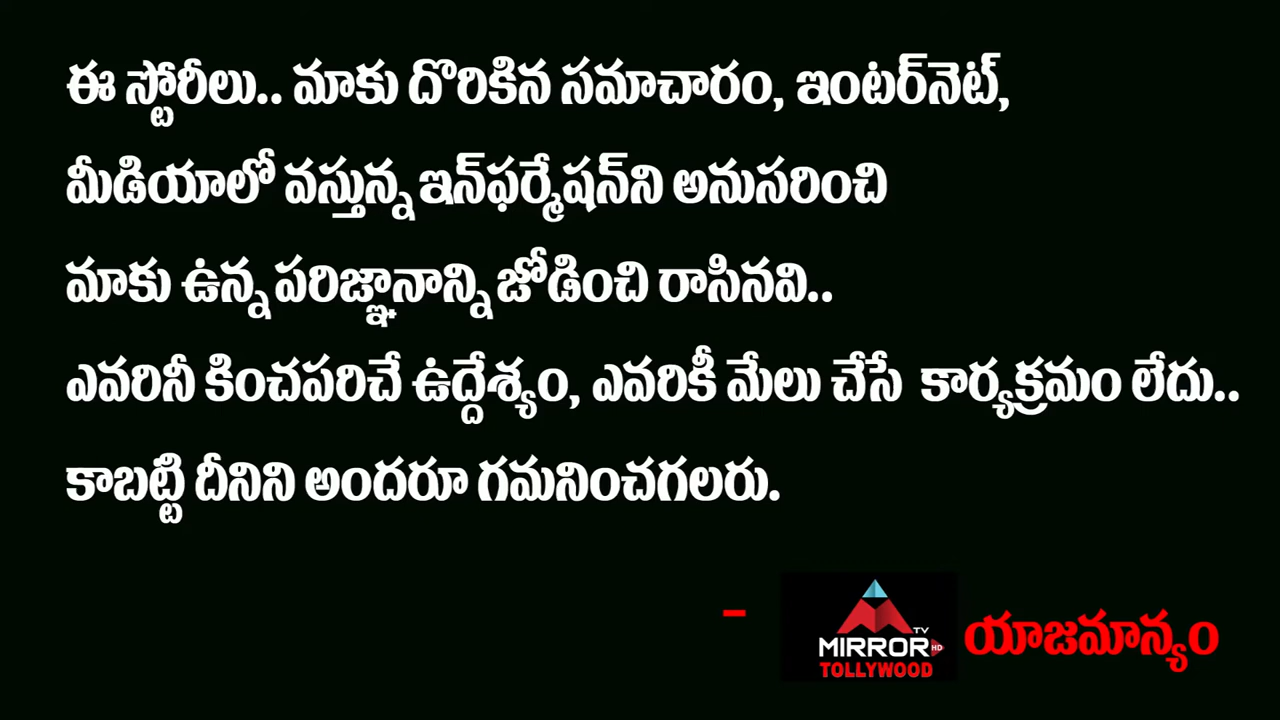 ఈ స్టోరీలు.. మాకు దొరికిన సమాచారం, ఇంటర్‌నెట్,
మీడియాలో వస్తున్న ఇన్‌ఫర్మేషన్‌ని అనుసరించి
మాకు ఉన్న పరిజ్ఞానాన్ని జోడించి రాసినవి..
ఎవరినీ కించపరిచే ఉద్దేశ్యం, ఎవరికీ మేలు చేసే కార్యక్రమం లేదు..
కాబట్టి దీనిని అందరూ గమనించగలరు.
- MIRROR TV HD TOLLYWOOD యాజమాన్యం